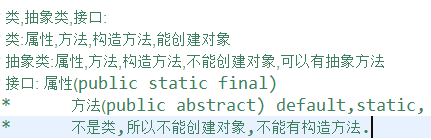 类,抽象类,接口:
类:属性,方法,构造方法,能创建对象
抽象类:属性,方法,构造方法,不能创建对象,可以有抽象方法
接口: 属性(public static final)
* 方法(public abstract) default,static,
* 不是类,所以不能创建对象,不能有构造方法.